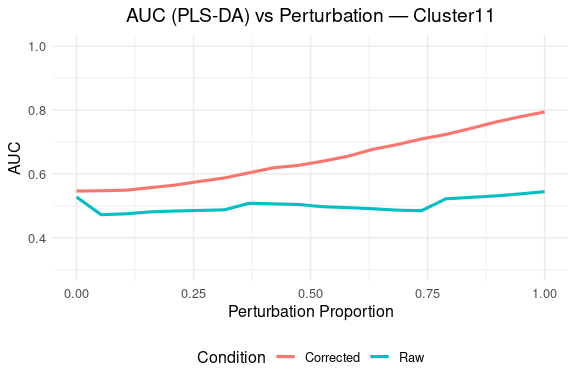 AUC (PLS-DA) vs Perturbation — Cluster11
1.0
0.8
0.6
0.4
AUC
0.00 0.25 0.50 0.75 1.00
Perturbation Proportion
Condition Corrected Raw